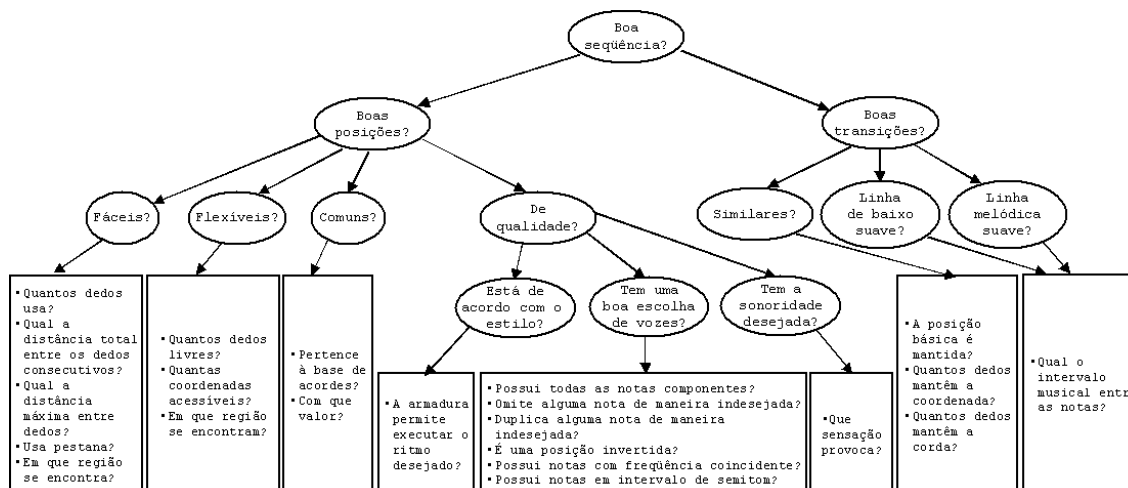 Boa
seqüência?
Boas
posições?
Boas
transições?
Fáceis?
Flexíveis?
Comuns?
De
qualidade?
Similares?
Linha
de baixo
suave?
Linha
melódica
suave?
Está de
acordo com o
estilo?
Tem uma
boa escolha
de vozes?
Tem a
sonoridade
desejada?
▪Quantos dedos
usa?
▪Qual a
distância total
entre os dedos
consecutivos?
▪Qual a
distância
máxima entre
dedos?
▪Usa pestana?
▪Em que região
se encontra?
▪Quantos dedos
livres?
▪Quantas
coordenadas
acessíveis?
▪Em que região
se encontram?
▪Pertence
à base de
acordes?
▪Com que
valor?
▪A armadura
permite
executar o
ritmo
desejado?
▪Possui todas as notas componentes?
▪Omite alguma nota de maneira indesejada?
▪Duplica alguma nota de maneira
indesejada?
▪É uma posição invertida?
▪Possui notas com freqüência coincidente?
▪Possui notas em intervalo de semitom?
▪Que
sensação
provoca?
▪A posição
básica é
mantida?
▪Quantos dedos
mantêm a
coordenada?
▪Quantos dedos
mantêm a
corda?
▪Qual o
intervalo
musical entr
as notas?